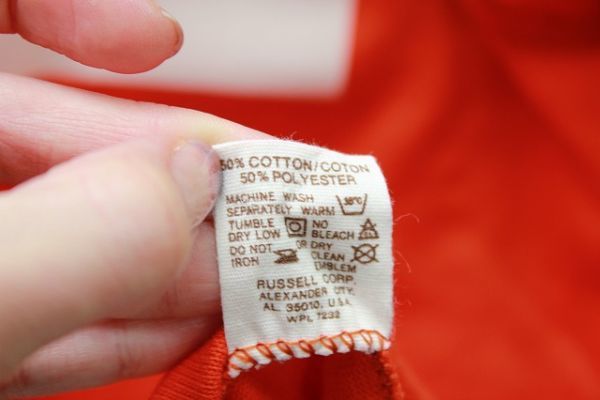 50% COTTON/COTON
50% POLYESTER
MACHINE WASH
SEPARATELY WARM
TUMBLE NO
DRY LOW BLEACH
DO NOT OR DRY
IRON CLEAN
EMBLEM
RUSSELL CORP.
ALEXANDER CITY,
AL. 35010, U.S.A.
WPL 7232